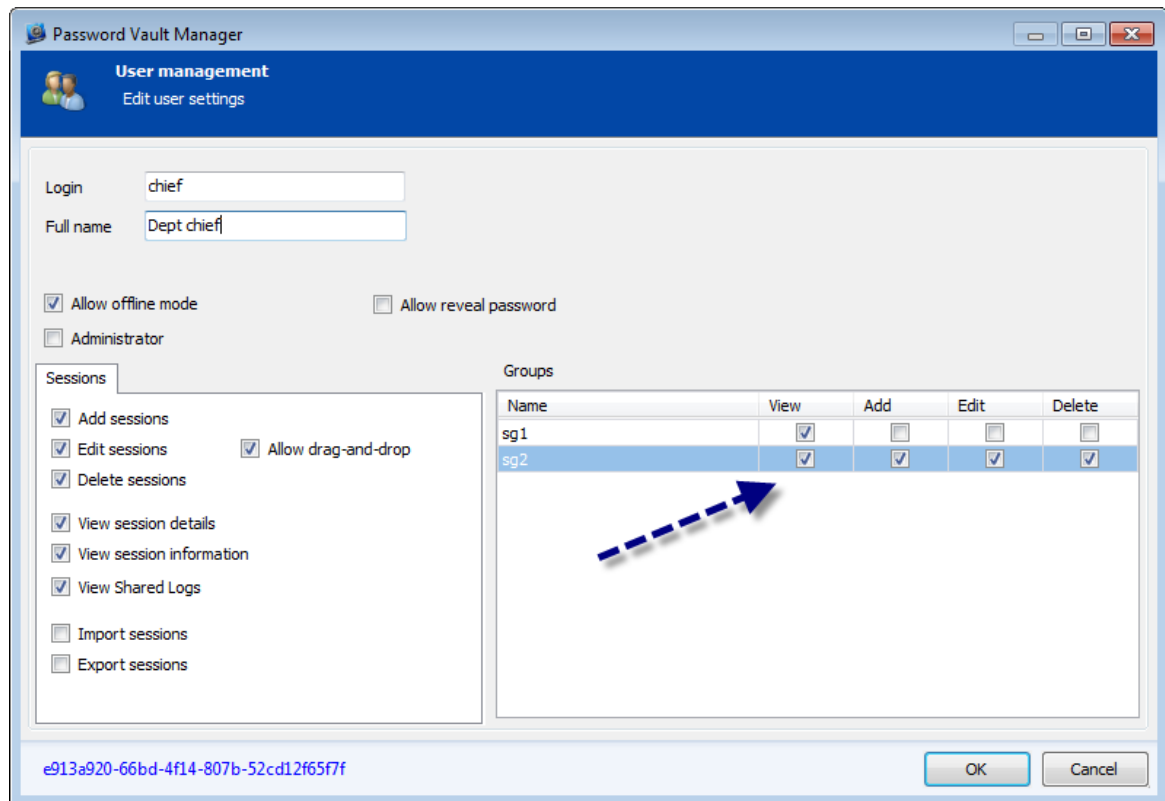 Password Vault Manager
User management
Edit user settings
Login chief
Full name Dept chief
Allow offline mode Allow reveal password
Administrator
Sessions
Add sessions
Edit sessions Allow drag-and-drop
Delete sessions
View session details
View session information
View Shared Logs
Import sessions
Export sessions
Groups
Name View Add Edit Delete
sg1
sg2
e913a920-66bd-4f14-807b-52cd12f65f7f
OK Cancel